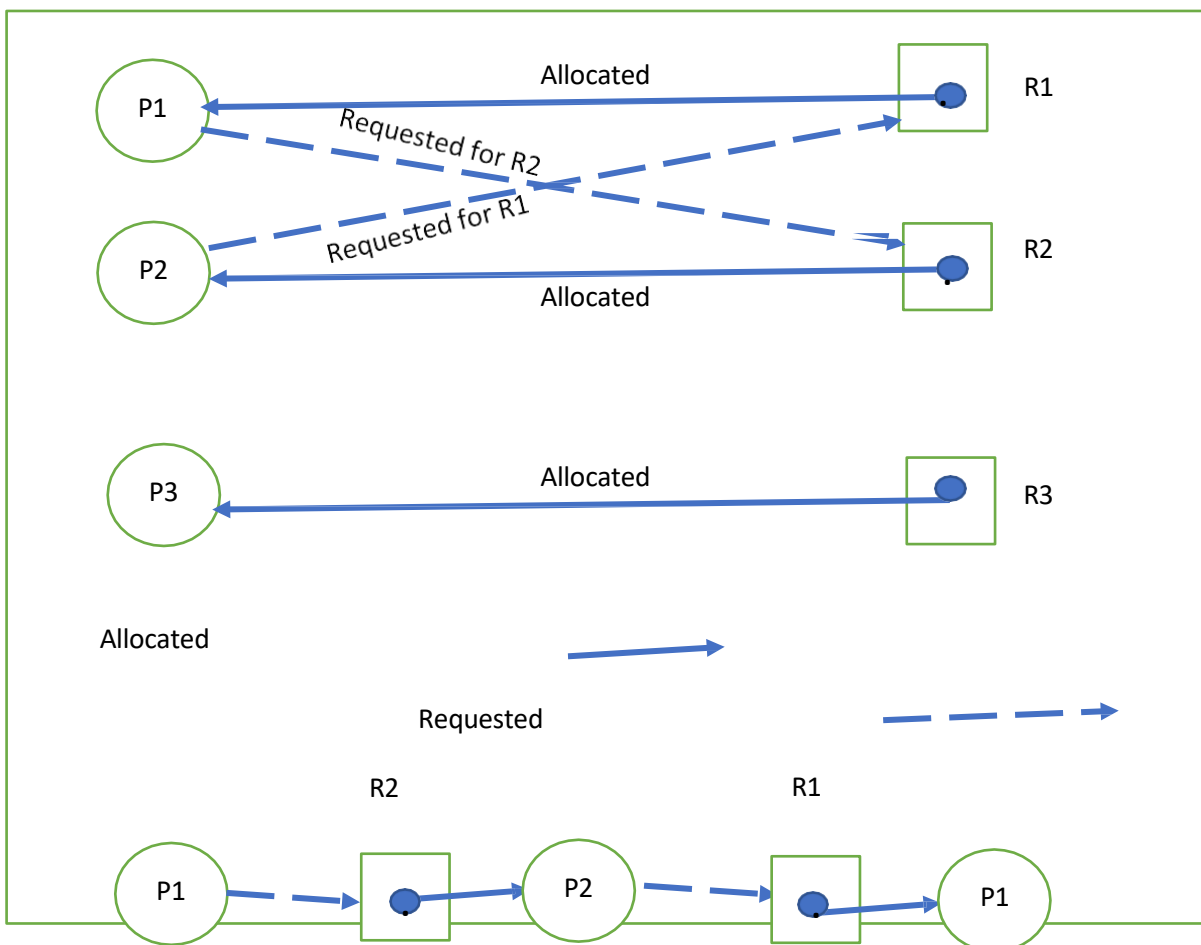 Allocated
R1
P1
Requested for R2
Requested for R1
R2
P2
Allocated
Allocated
P3
R3
Allocated
Requested
R2
R1
P1
P2
P1